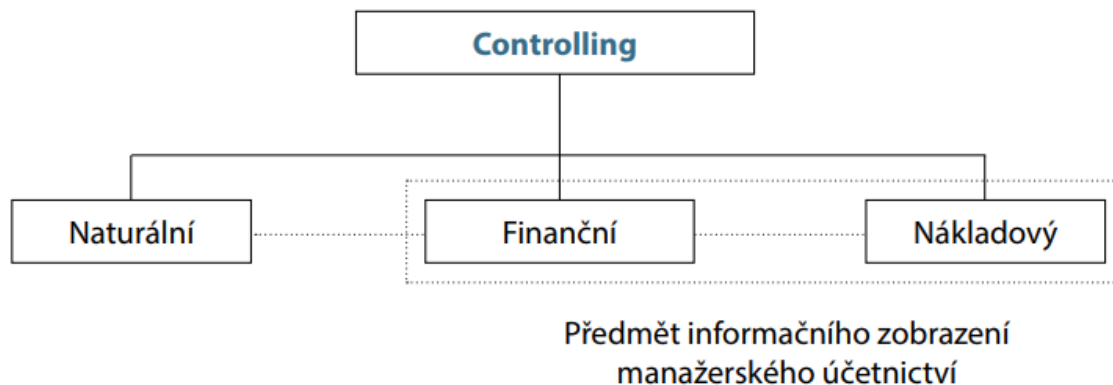 Controlling
Naturální
Finanční
Nákladový
Předmět informačního zobrazení
manažerského účetnictví